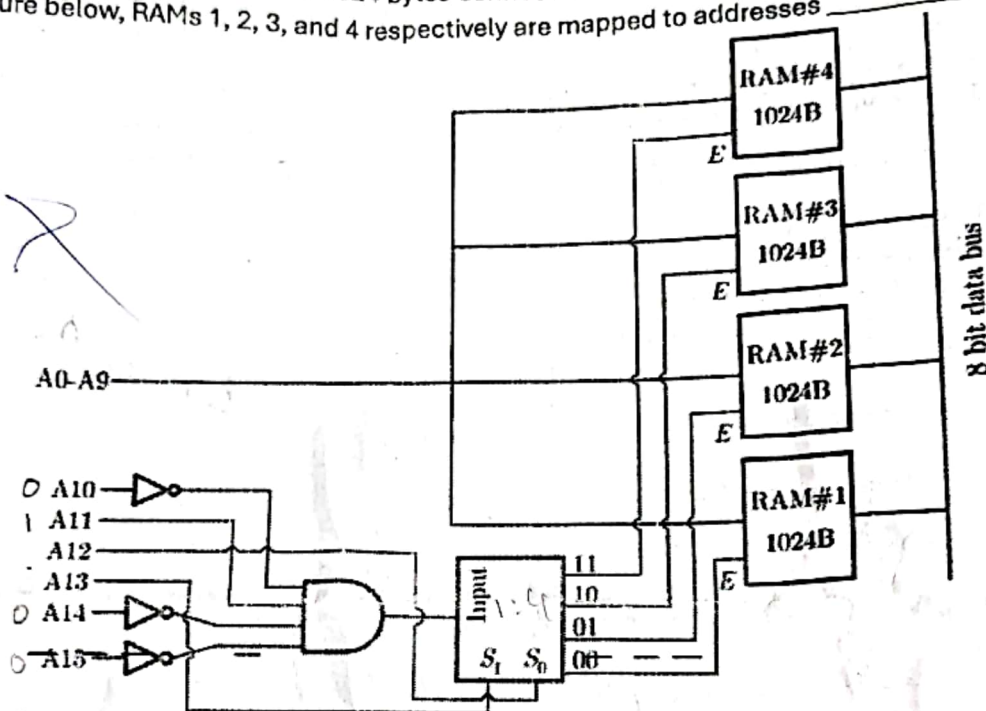 bytes
ure below, RAMs 1, 2, 3, and 4 respectively are mapped to addresses
RAM#4
1024B
E
RAM#3
1024B
E
8 bit data bus
RAM#2
1024B
E
A0-A9
RAM#1
1024B
E
0 A10
1 A11
A12
A13
0 A14
0 A15
Input
11
10
01
00
S1 S0